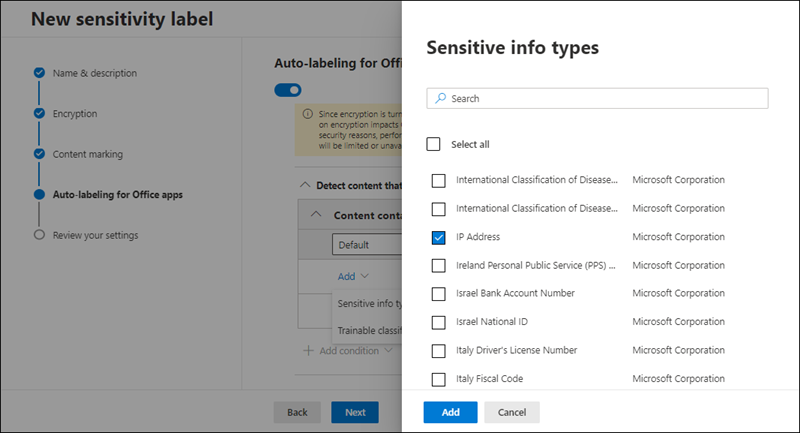 New sensitivity label
Name & description
Encryption
Content marking
Auto-labeling for Office apps
Review your settings
Auto-labeling for Offi
Since encryption is turn
on encryption impacts
security reasons, perfor
will be limited or unava
Detect content that
Content conta
Default
Add
Sensitive info ty
Trainable classif
Add condition
Back
Next
Sensitive info types
Search
Select all
International Classification of Disease... Microsoft Corporation
International Classification of Disease... Microsoft Corporation
IP Address Microsoft Corporation
Ireland Personal Public Service (PPS) ... Microsoft Corporation
Israel Bank Account Number Microsoft Corporation
Israel National ID Microsoft Corporation
Italy Driver's License Number Microsoft Corporation
Italy Fiscal Code Microsoft Corporation
Add
Cancel